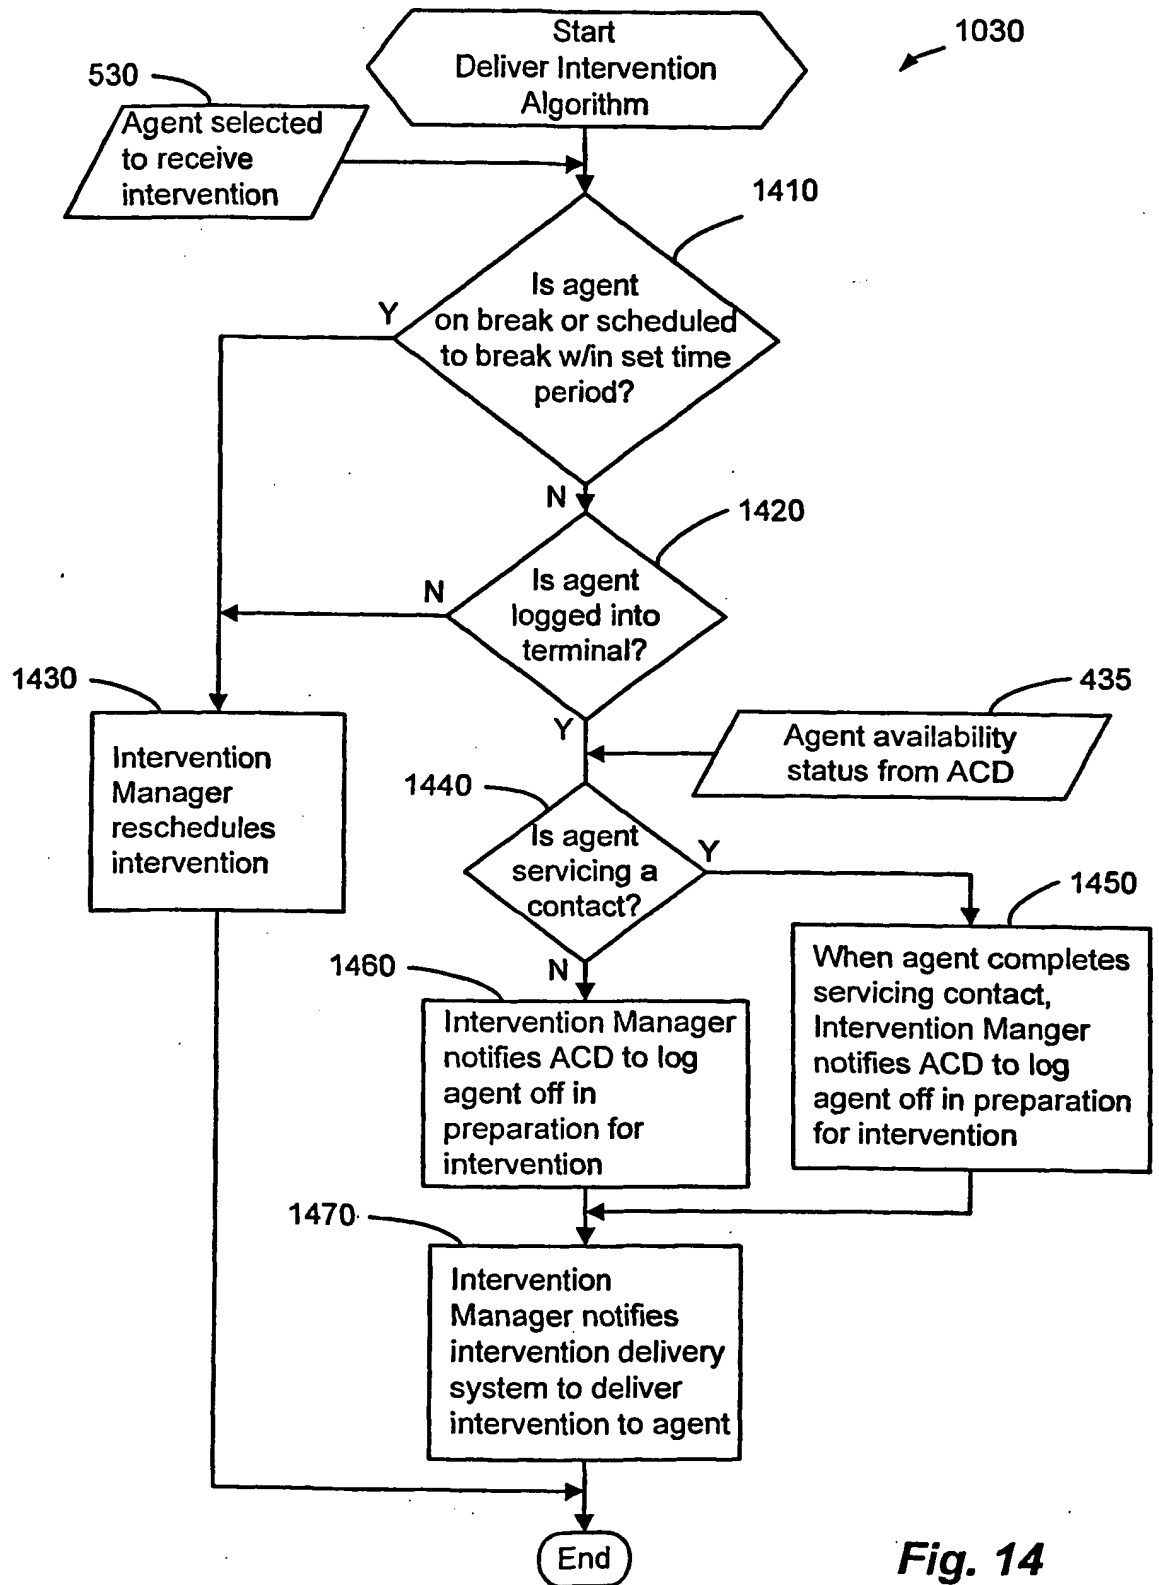 Start
Deliver Intervention
Algorithm
1030
530
Agent selected
to receive
intervention
1410
Is agent
on break or scheduled
to break w/in set time
period?
Y
N
1420
Is agent
logged into
terminal?
N
Y
1430
Intervention
Manager
reschedules
intervention
435
Agent availability
status from ACD
1440
Is agent
servicing a
contact?
Y
N
1450
When agent completes
servicing contact,
Intervention Manger
notifies ACD to log
agent off in preparation
for intervention
1460
Intervention Manager
notifies ACD to log
agent off in
preparation for
intervention
1470
Intervention
Manager notifies
intervention delivery
system to deliver
intervention to agent
End
Fig. 14